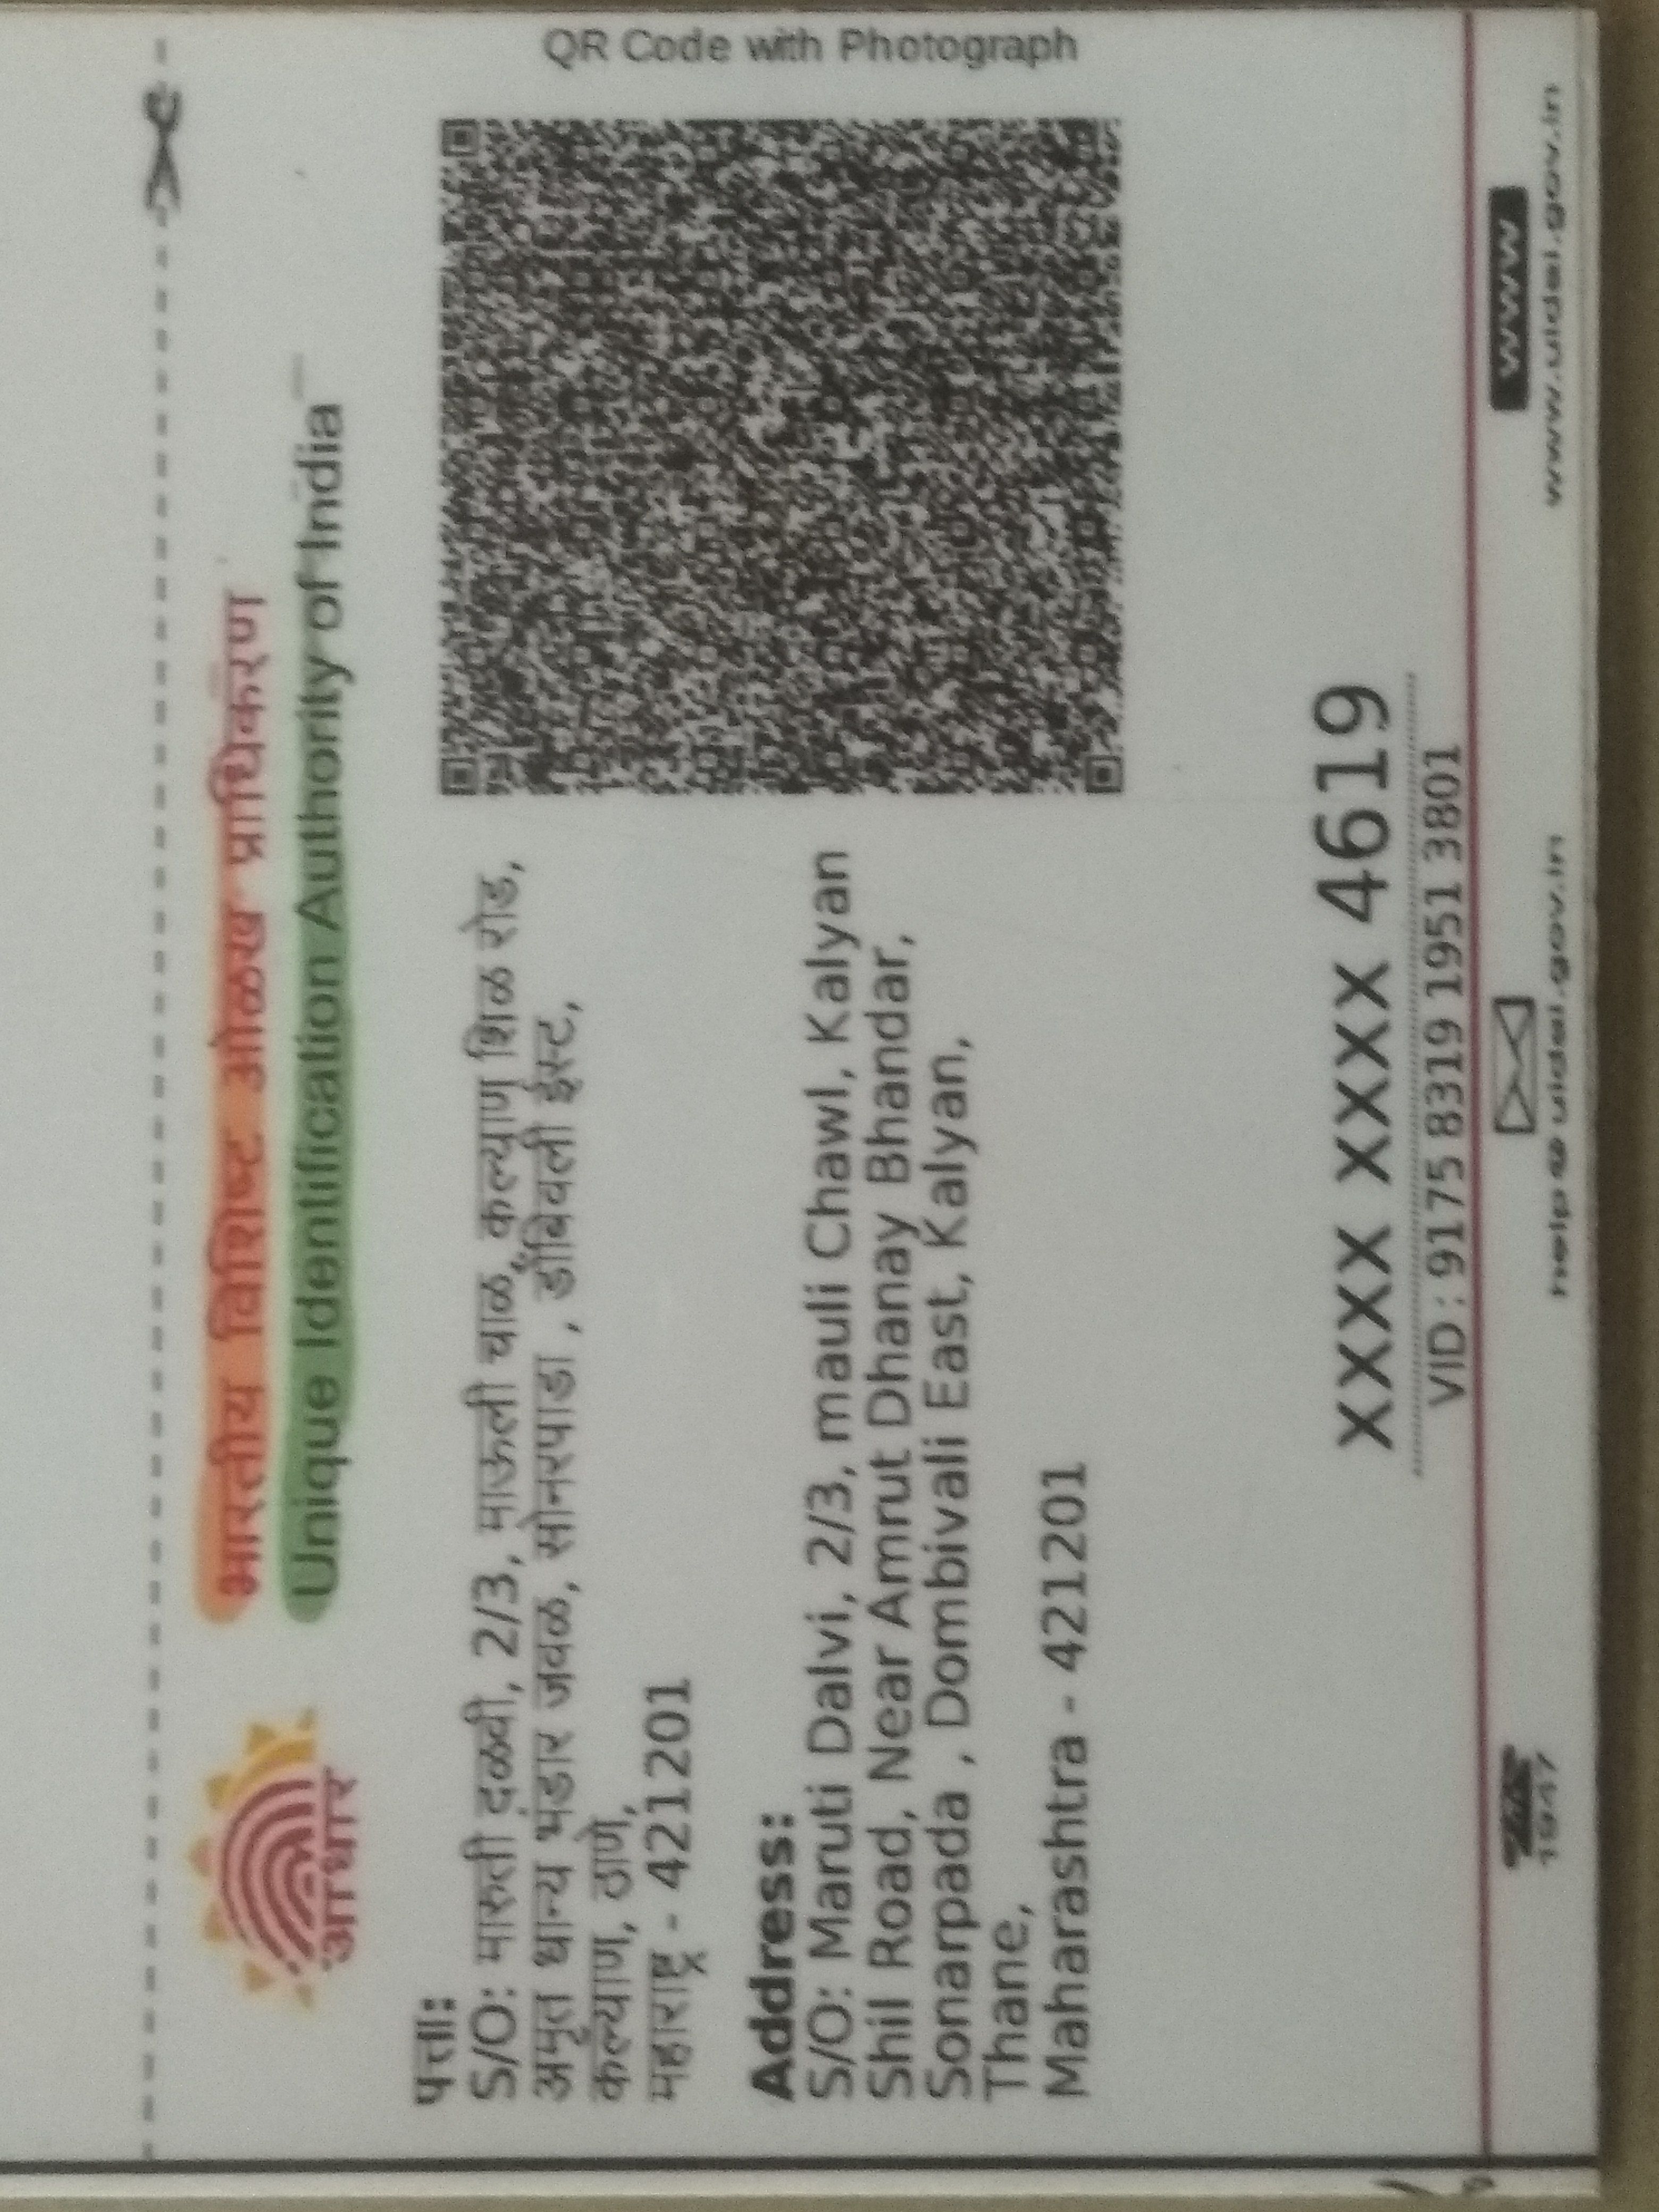 QR Code with Photograph
आधार
भारतीय विशिष्ट ओळख प्राधिकरण
Unique Identification Authority of India
पत्ता:
S/O: मारुती दळवी, 2/3, माऊली चाळ, कल्याण शिळ रोड,
अमृत धान्य भंडार जवळ, सोनरपाडा , डोंबिवली ईस्ट,
कल्याण, ठाणे,
महाराष्ट्र - 421201
Address:
S/O: Maruti Dalvi, 2/3, mauli Chawl, Kalyan
Shil Road, Near Amrut Dhanay Bhandar,
Sonarpada , Dombivali East, Kalyan,
Thane,
Maharashtra - 421201
XXXX XXXX 4619
VID : 9175 8319 1951 3801
1947
help@uidai.gov.in
www
www.uidai.gov.in